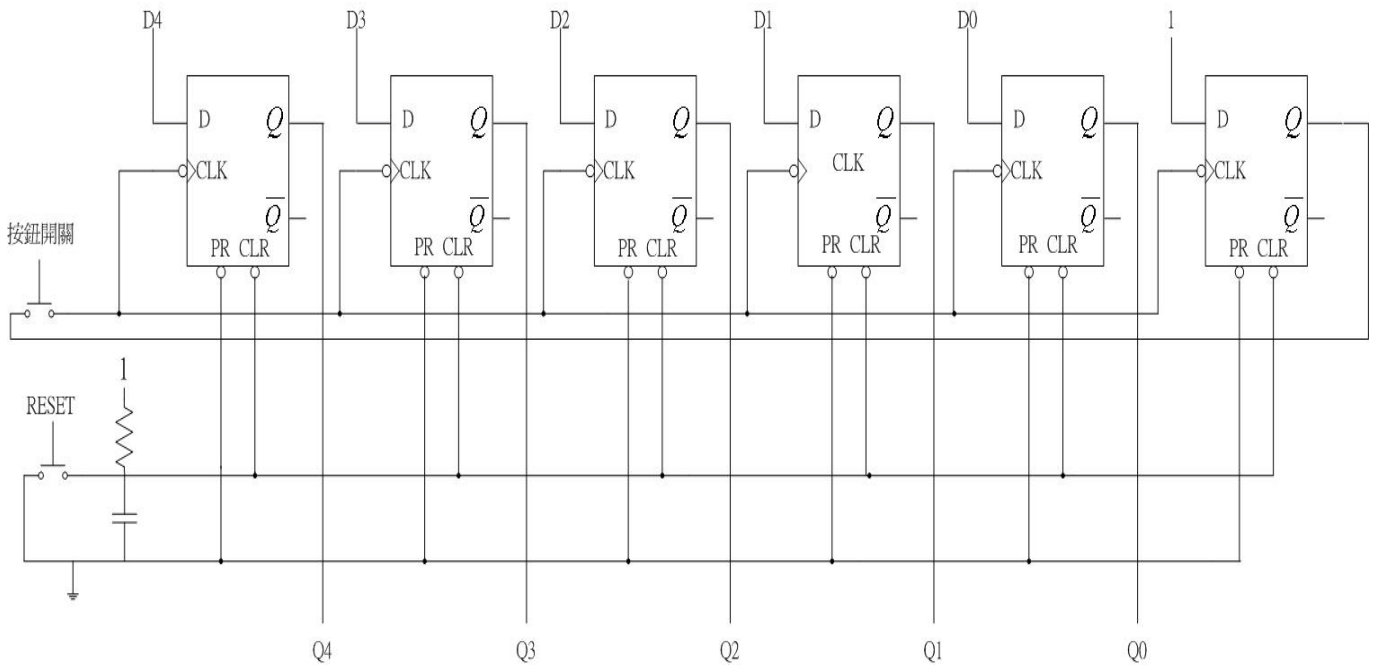 D4 D3 D2 D1 D0 1
D Q D Q D Q D Q D Q D Q
CLK CLK CLK CLK CLK CLK
Q Q Q Q Q Q
PR CLR PR CLR PR CLR PR CLR PR CLR PR CLR
按鈕開關
1
RESET
Q4 Q3 Q2 Q1 Q0